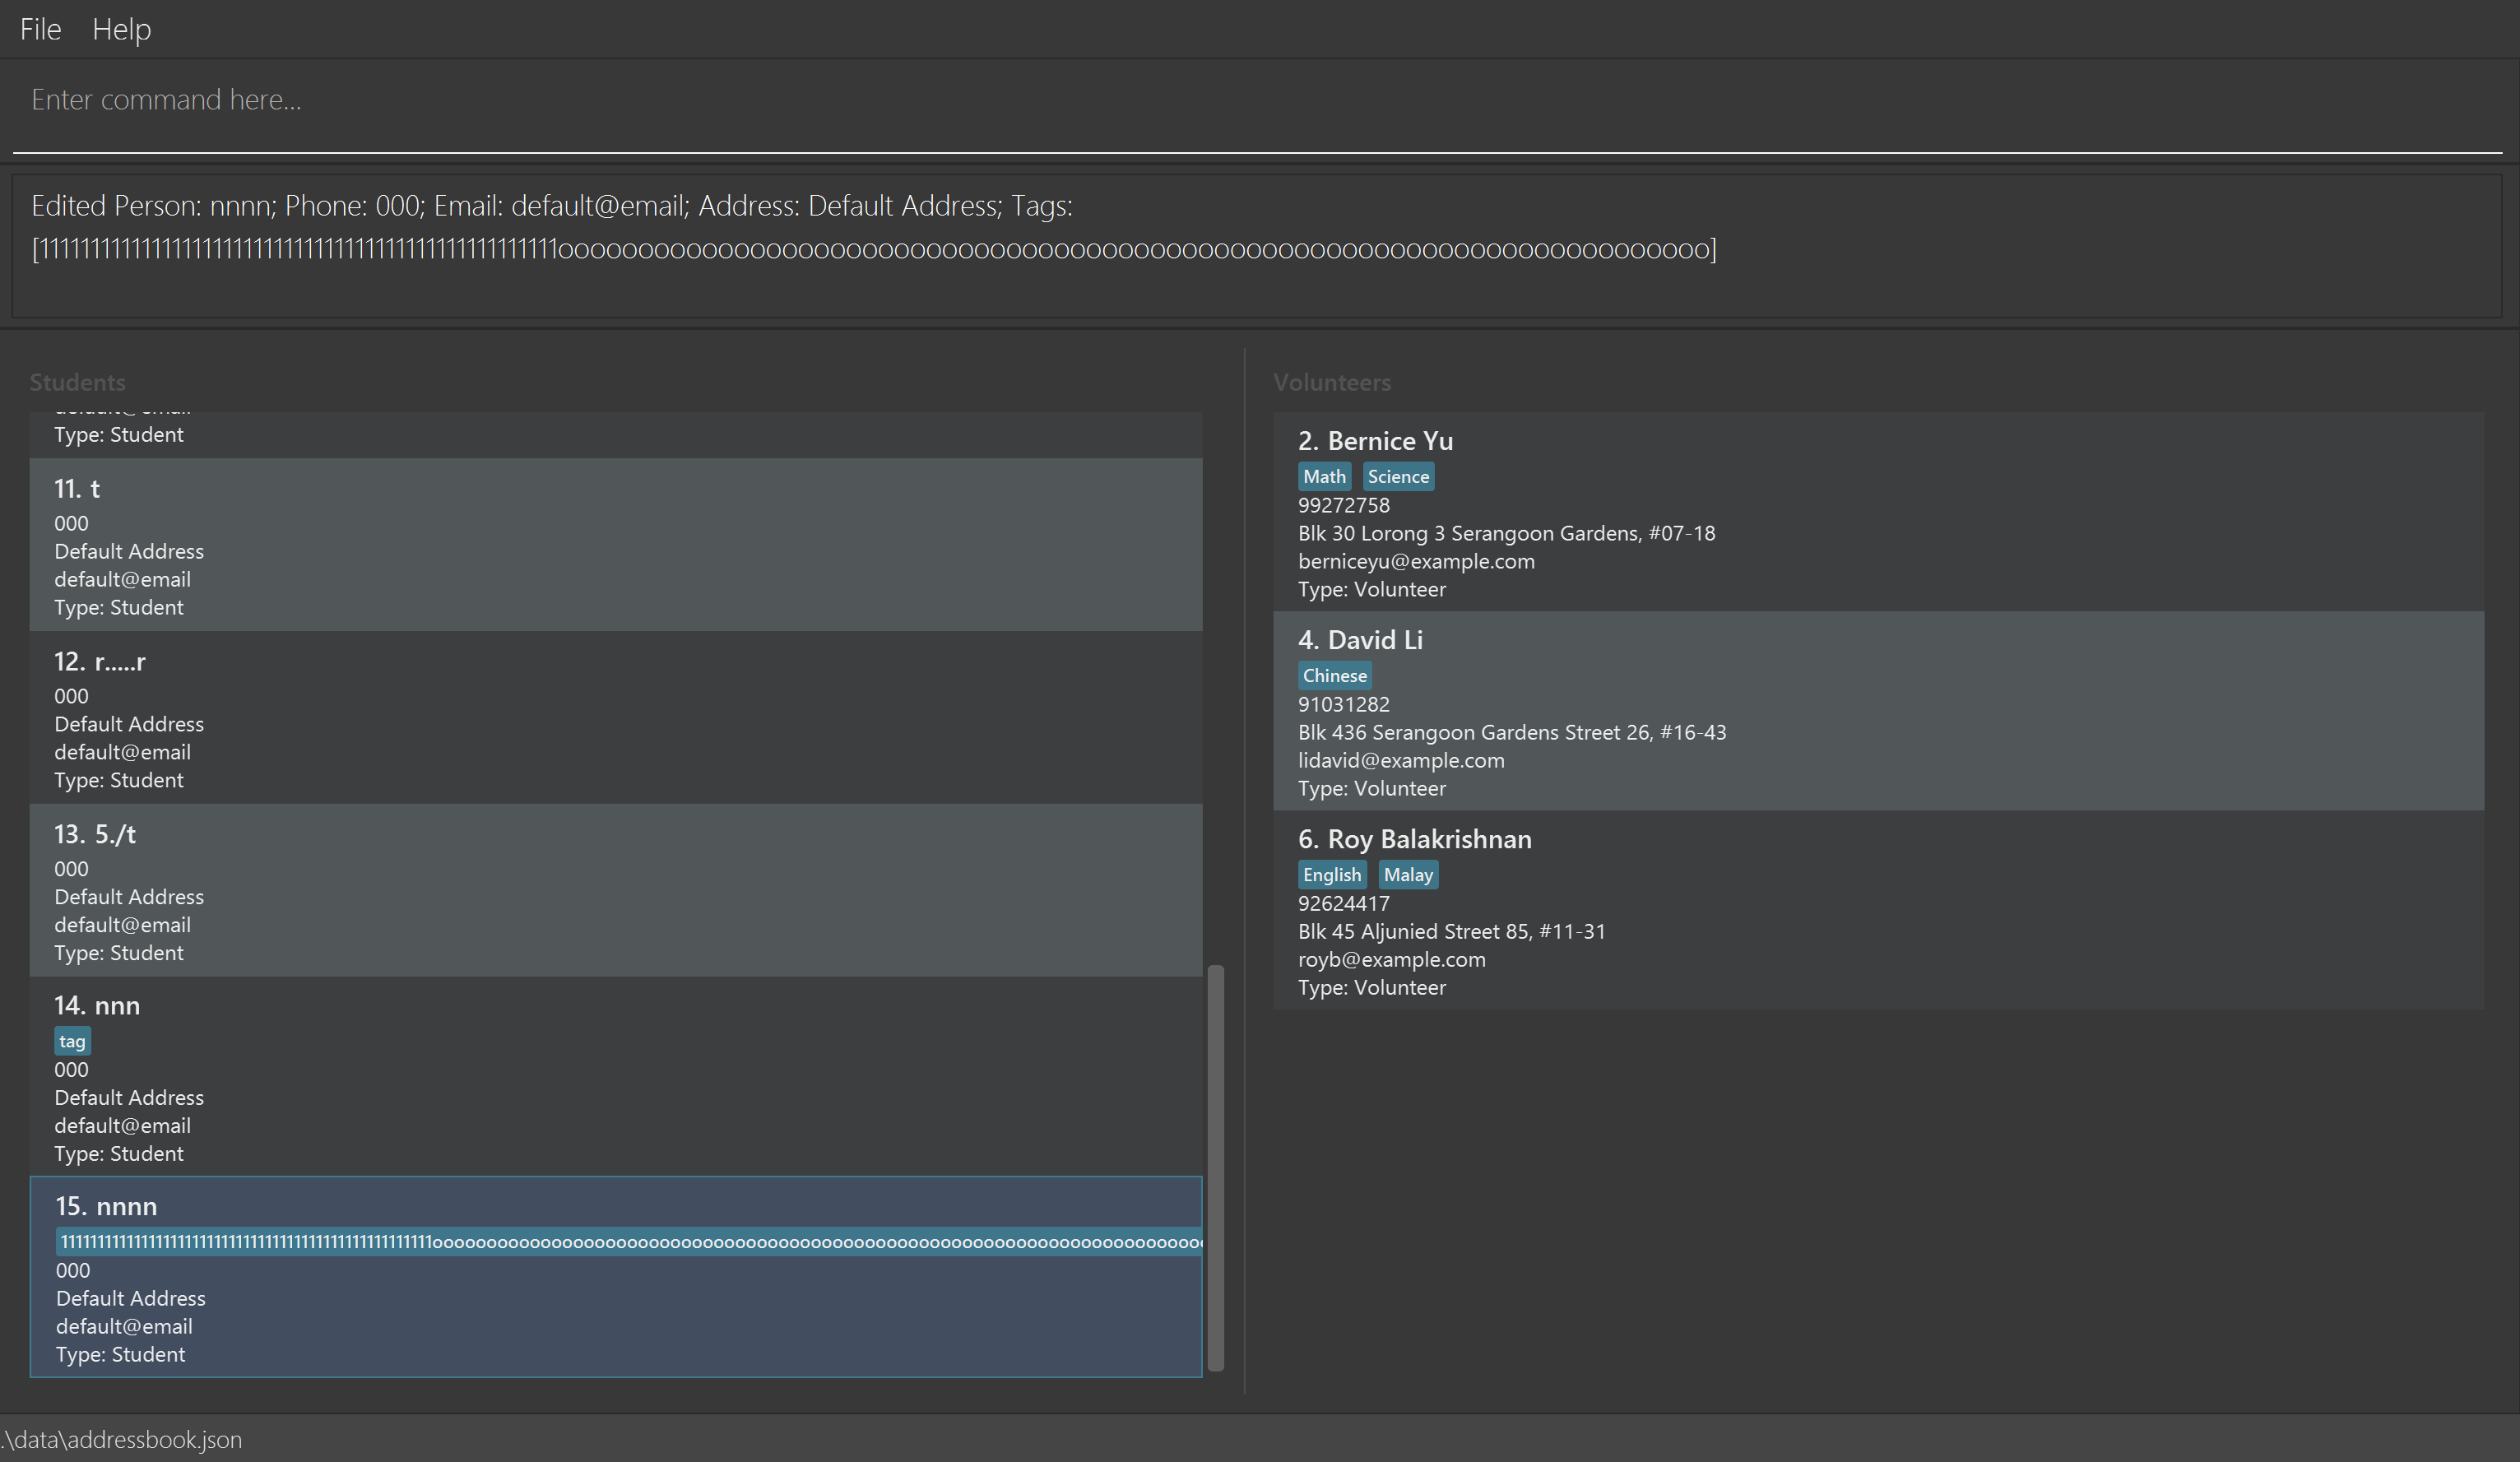 File Help
Enter command here...
Edited Person: nnnn; Phone: 000; Email: default@email; Address: Default Address; Tags:
Students
Type: Student
11. t
000
Default Address
default@email
Type: Student
12. r.....r
000
Default Address
default@email
Type: Student
13. 5./t
000
Default Address
default@email
Type: Student
14. nnn
tag
000
Default Address
default@email
Type: Student
15. nnnn
000
Default Address
default@email
Type: Student
Volunteers
2. Bernice Yu
Math Science
99272758
Blk 30 Lorong 3 Serangoon Gardens, #07-18
berniceyu@example.com
Type: Volunteer
4. David Li
Chinese
91031282
Blk 436 Serangoon Gardens Street 26, #16-43
lidavid@example.com
Type: Volunteer
6. Roy Balakrishnan
English Malay
92624417
Blk 45 Aljunied Street 85, #11-31
royb@example.com
Type: Volunteer
.\data\addressbook.json